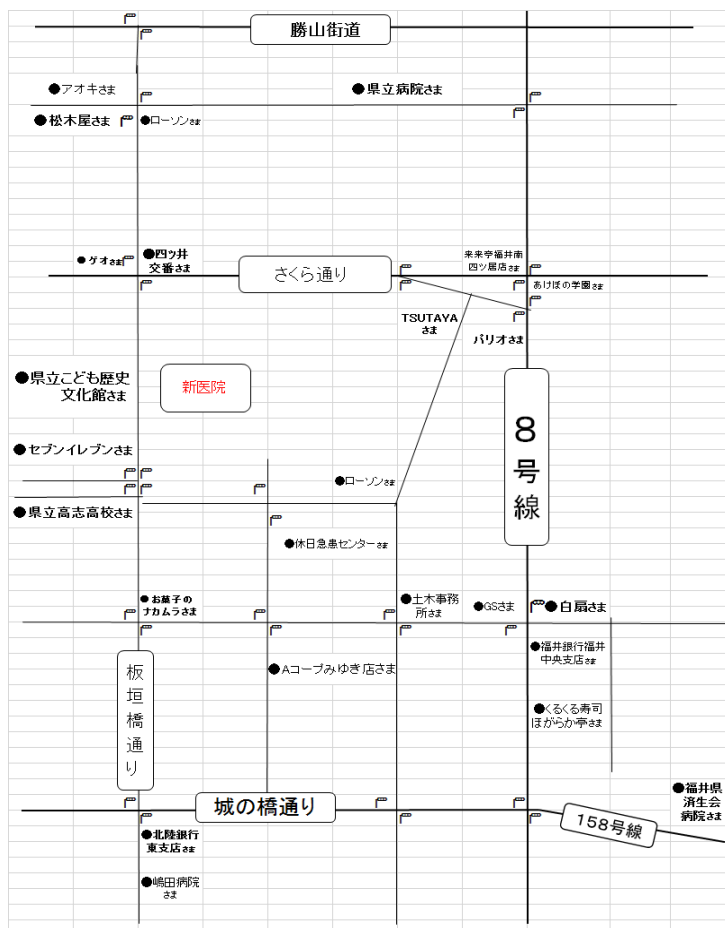 勝山街道
●アオキさま
●県立病院さま
●松木屋さま
●ローソンさま
●ゲオさま
●四ツ井
交番さま
さくら通り
来来亭福井南
四ツ居店さま
あけぼの学園さま
TSUTAYA
さま
パリオさま
●県立こども歴史
文化館さま
新医院
8号線
●セブンイレブンさま
●ローソンさま
●県立高志高校さま
●休日急患センターさま
●お菓子の
ナカムラさま
●土木事務
所さま
●GSさま
●白扇さま
●福井銀行福井
中央支店さま
板垣橋通り
●Aコープみゆき店さま
●くるくる寿司
ほがらか亭さま
城の橋通り
158号線
●福井県
済生会
病院さま
●北陸銀行
東支店さま
●嶋田病院
さま